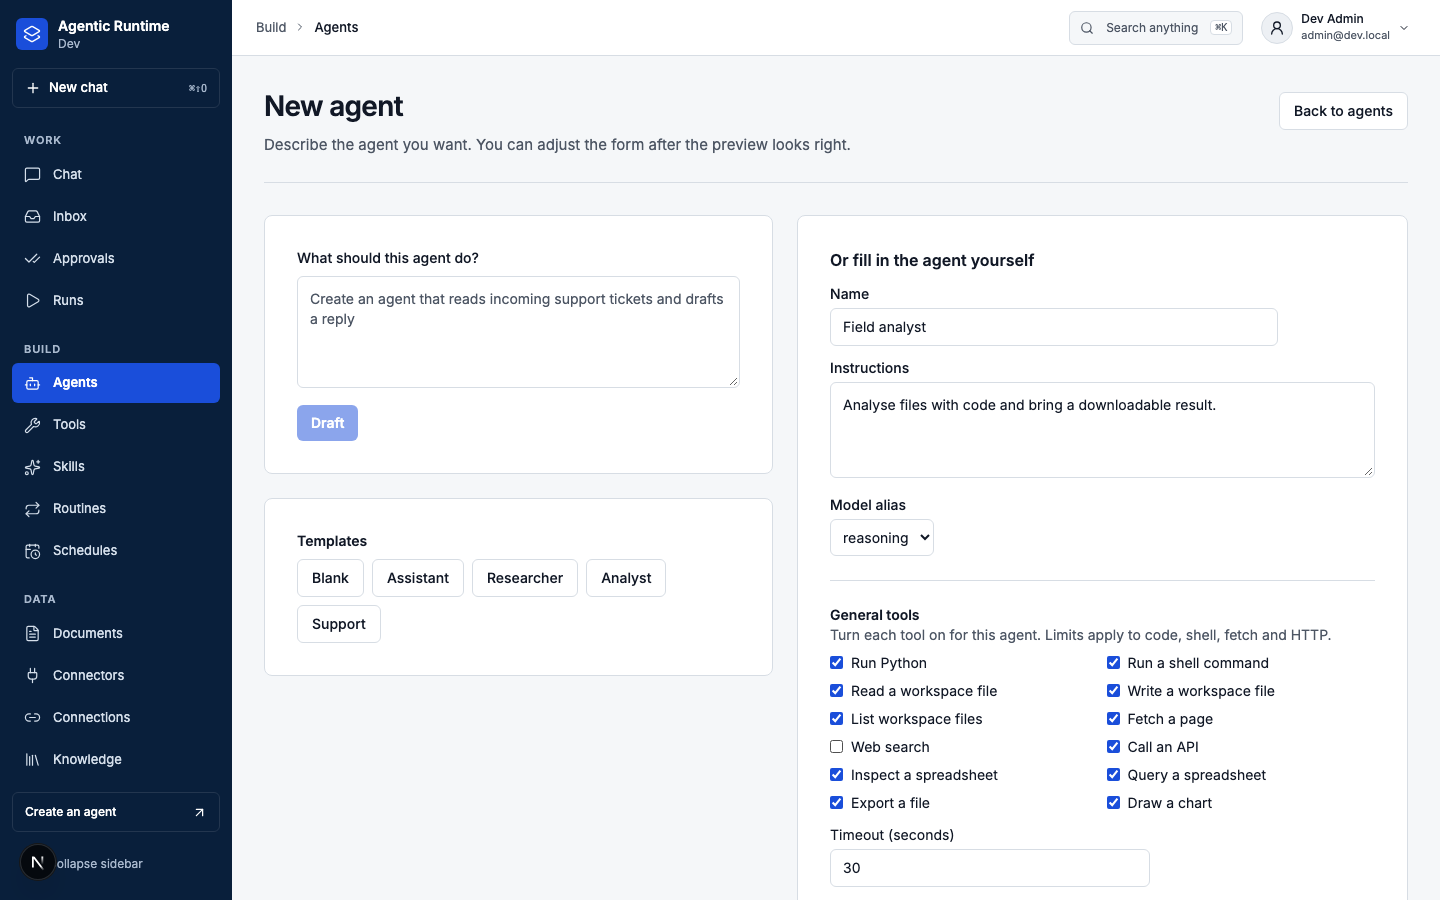 Agentic Runtime
Dev
New chat
⌘⇧O
WORK
Chat
Inbox
Approvals
Runs
BUILD
Agents
Tools
Skills
Routines
Schedules
DATA
Documents
Connectors
Connections
Knowledge
Create an agent
N
ollapse sidebar
Build > Agents
Search anything ⌘K
Dev Admin
admin@dev.local
New agent
Describe the agent you want. You can adjust the form after the preview looks right.
Back to agents
What should this agent do?
Create an agent that reads incoming support tickets and drafts
a reply
Draft
Templates
Blank Assistant Researcher Analyst
Support
Or fill in the agent yourself
Name
Field analyst
Instructions
Analyse files with code and bring a downloadable result.
Model alias
reasoning
General tools
Turn each tool on for this agent. Limits apply to code, shell, fetch and HTTP.
Run Python Run a shell command
Read a workspace file Write a workspace file
List workspace files Fetch a page
Web search Call an API
Inspect a spreadsheet Query a spreadsheet
Export a file Draw a chart
Timeout (seconds)
30